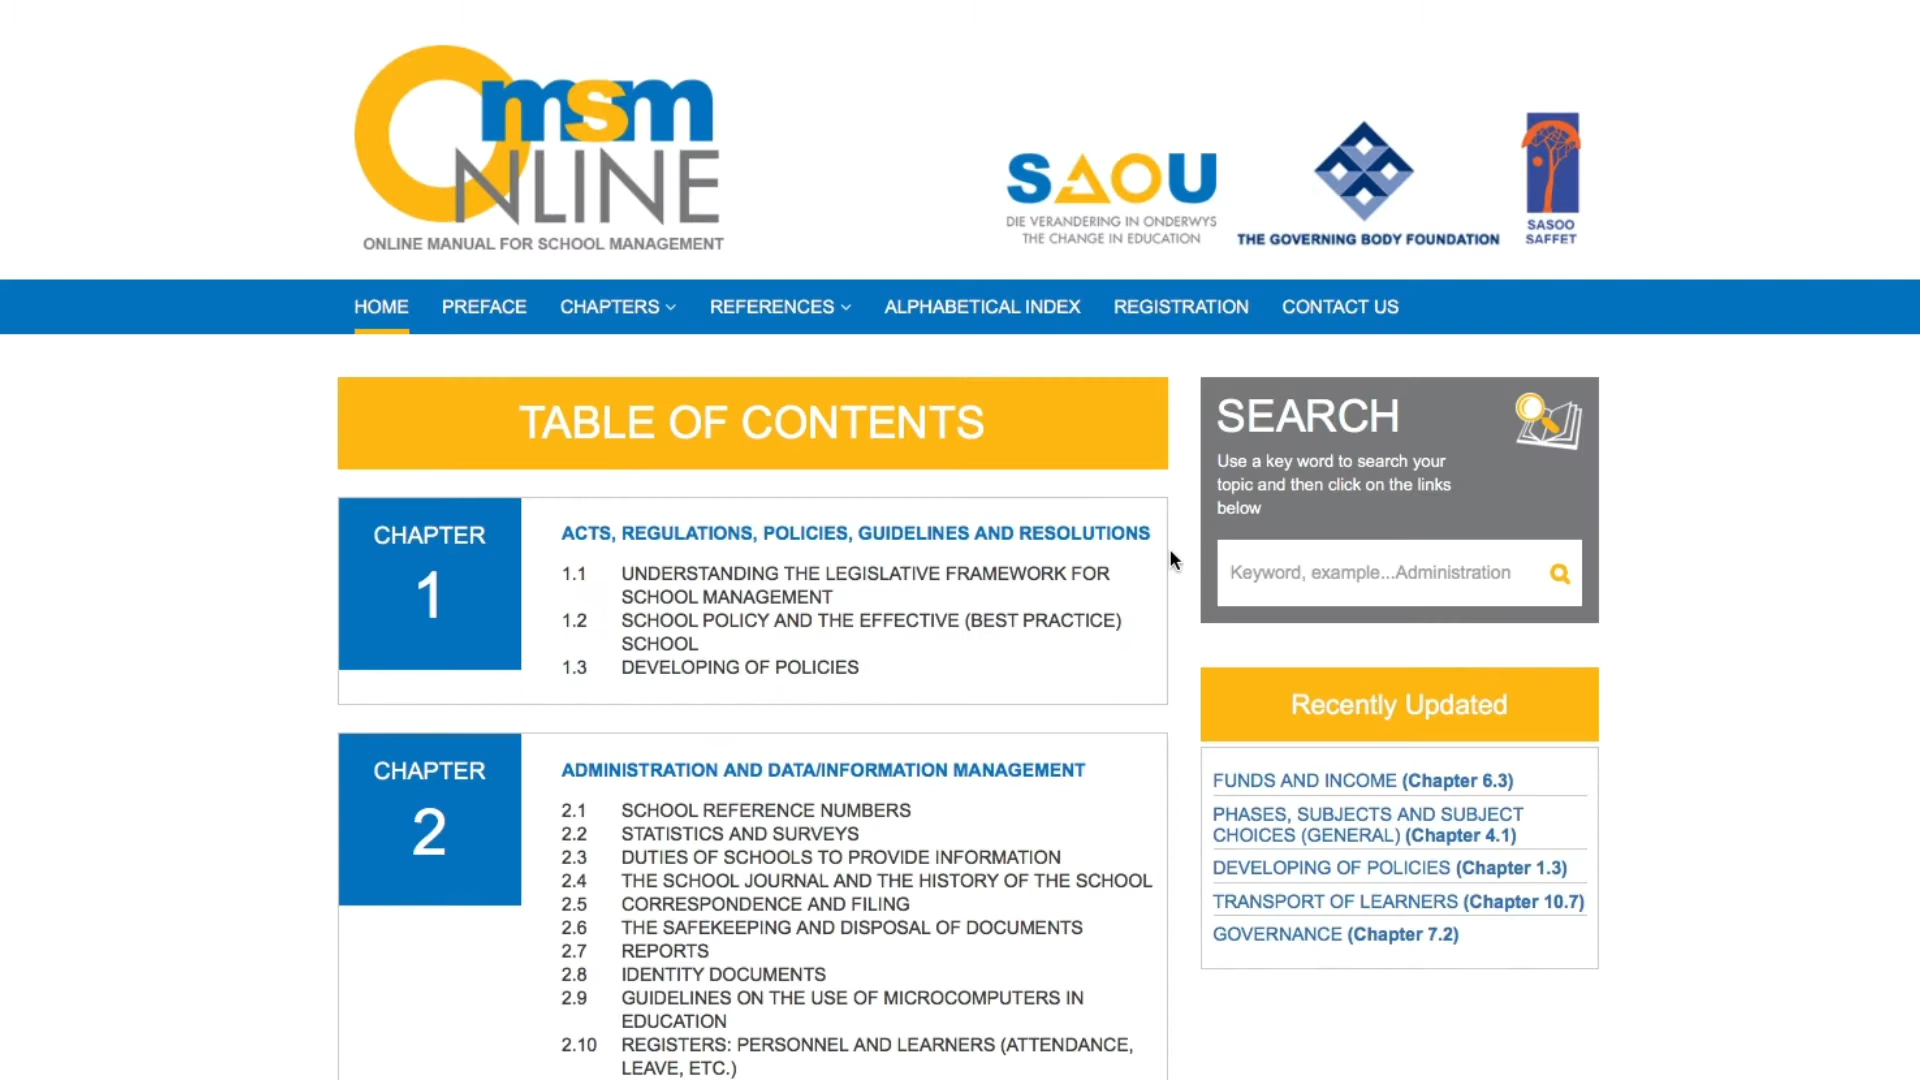 Omsm
ONLINE
ONLINE MANUAL FOR SCHOOL MANAGEMENT
SAOU
DIE VERANDERING IN ONDERWYS
THE CHANGE IN EDUCATION
THE GOVERNING BODY FOUNDATION
SASOO
SAFFET
HOME PREFACE CHAPTERS REFERENCES ALPHABETICAL INDEX REGISTRATION CONTACT US
TABLE OF CONTENTS
CHAPTER
1
ACTS, REGULATIONS, POLICIES, GUIDELINES AND RESOLUTIONS
1.1 UNDERSTANDING THE LEGISLATIVE FRAMEWORK FOR
SCHOOL MANAGEMENT
1.2 SCHOOL POLICY AND THE EFFECTIVE (BEST PRACTICE)
SCHOOL
1.3 DEVELOPING OF POLICIES
CHAPTER
2
ADMINISTRATION AND DATA/INFORMATION MANAGEMENT
2.1 SCHOOL REFERENCE NUMBERS
2.2 STATISTICS AND SURVEYS
2.3 DUTIES OF SCHOOLS TO PROVIDE INFORMATION
2.4 THE SCHOOL JOURNAL AND THE HISTORY OF THE SCHOOL
2.5 CORRESPONDENCE AND FILING
2.6 THE SAFEKEEPING AND DISPOSAL OF DOCUMENTS
2.7 REPORTS
2.8 IDENTITY DOCUMENTS
2.9 GUIDELINES ON THE USE OF MICROCOMPUTERS IN
EDUCATION
2.10 REGISTERS: PERSONNEL AND LEARNERS (ATTENDANCE,
LEAVE, ETC.)
SEARCH
Use a key word to search your
topic and then click on the links
below
Keyword, example...Administration
Recently Updated
FUNDS AND INCOME (Chapter 6.3)
PHASES, SUBJECTS AND SUBJECT
CHOICES (GENERAL) (Chapter 4.1)
DEVELOPING OF POLICIES (Chapter 1.3)
TRANSPORT OF LEARNERS (Chapter 10.7)
GOVERNANCE (Chapter 7.2)